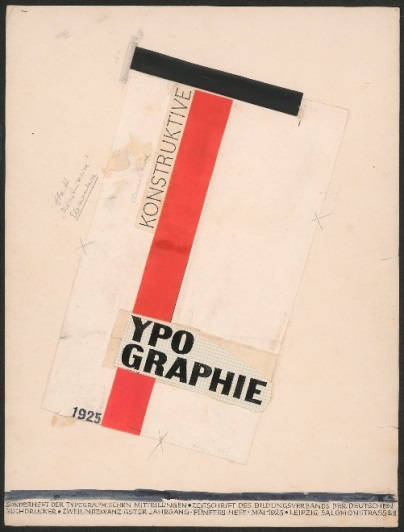 KONSTRUKTIVE
YPO
GRAPHIE
1925
SONDERHEFT DER TYPOGRAPHISCHEN MITTEILUNGEN • ZEITSCHRIFT DES BILDUNGSVERBANDS DER DEUTSCHEN
BUCHDRUCKER • ZWEIUNDZWANZIGSTER JAHRGANG • FÜNFTES HEFT • MAI 1925 • LEIPZIG SALOMONSTRASSE 8